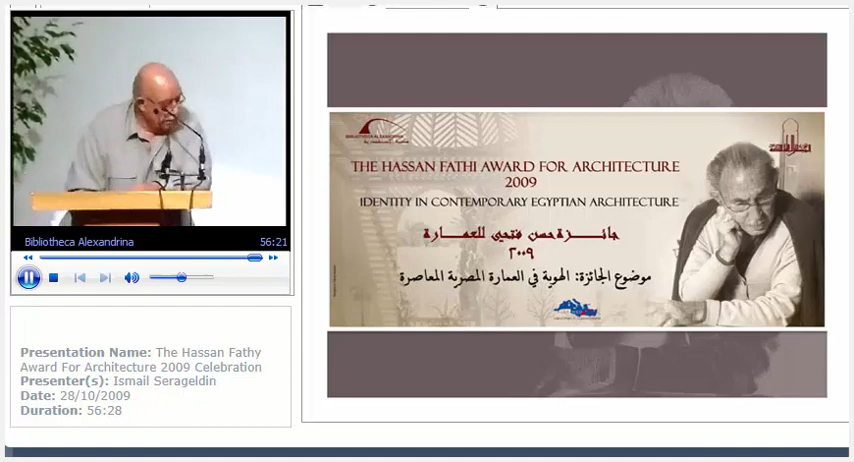 Bibliotheca Alexandrina 56:21
Presentation Name: The Hassan Fathy
Award For Architecture 2009 Celebration
Presenter(s): Ismail Serageldin
Date: 28/10/2009
Duration: 56:28
BIBLIOTHECA ALEXANDRINA
THE HASSAN FATHI AWARD FOR ARCHITECTURE
2009
IDENTITY IN CONTEMPORARY EGYPTIAN ARCHITECTURE
جائزة حسن فتحي للعمارة
٢٠٠٩
موضوع الجائزة: الهوية في العمارة المصرية المعاصرة